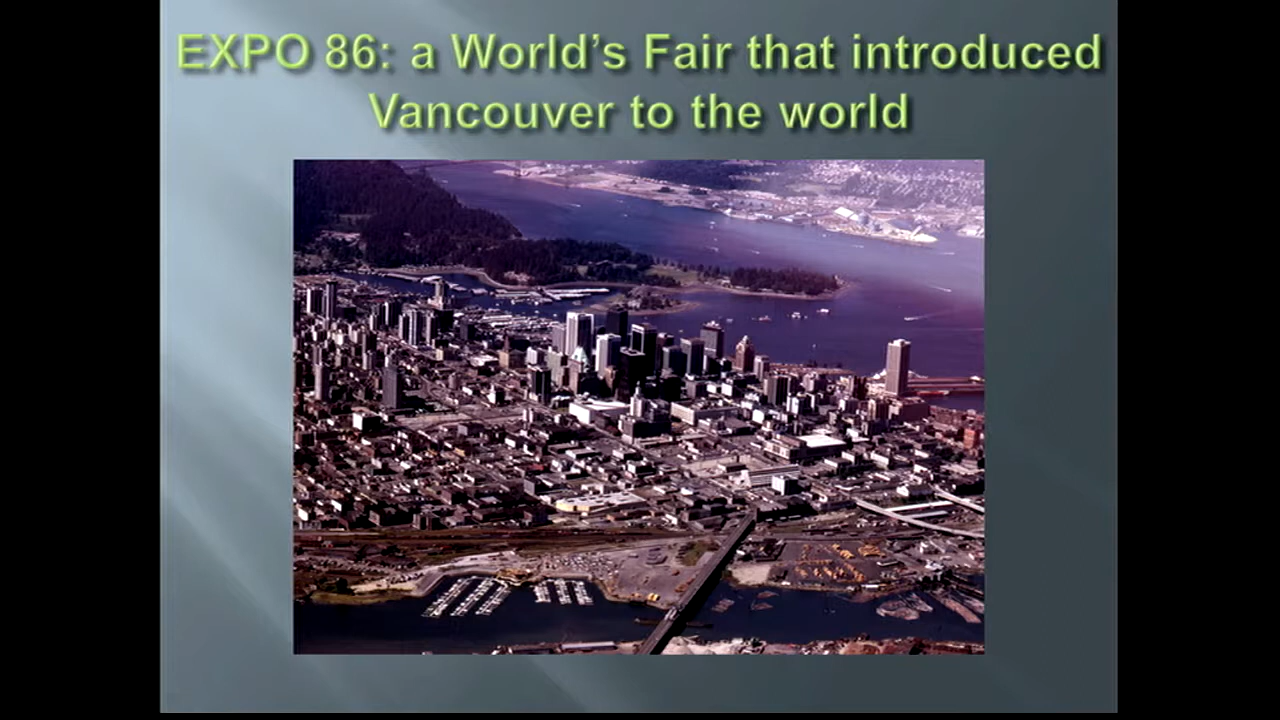 EXPO 86: a World’s Fair that introduced
Vancouver to the world